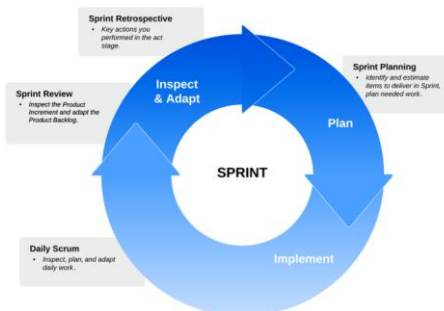 Sprint Retrospective
• Key actions you
performed in the act
stage.
Sprint Planning
• Identify and estimate
items to deliver in Sprint,
plan needed work.
Inspect
& Adapt
Sprint Review
• Inspect the Product
Increment and adapt the
Product Backlog.
Plan
SPRINT
Daily Scrum
• Inspect, plan, and adapt
daily work.
Implement